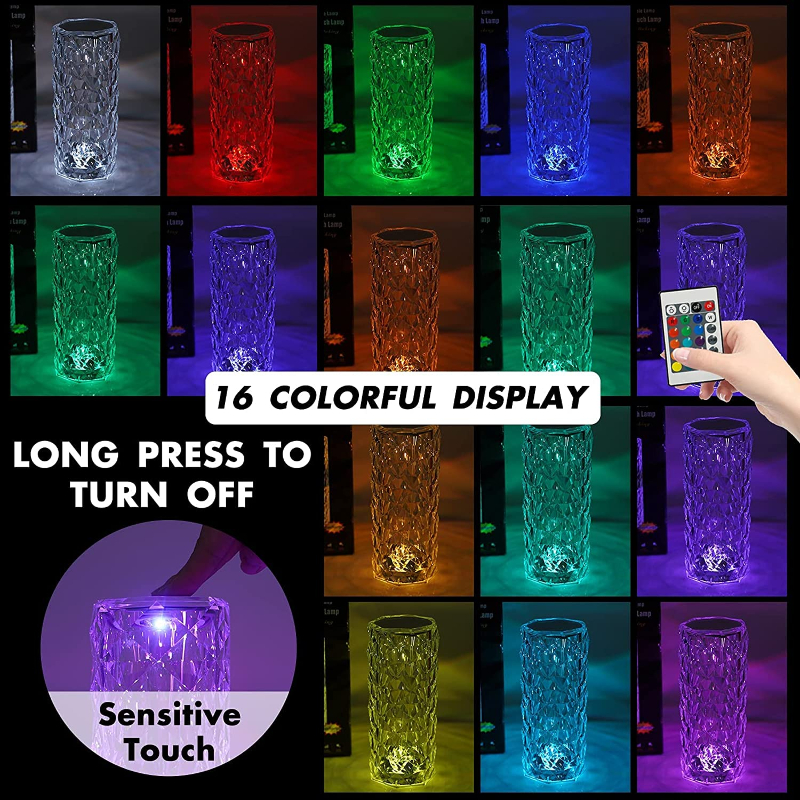 16 COLORFUL DISPLAY
LONG PRESS TO
TURN OFF
Sensitive
Touch